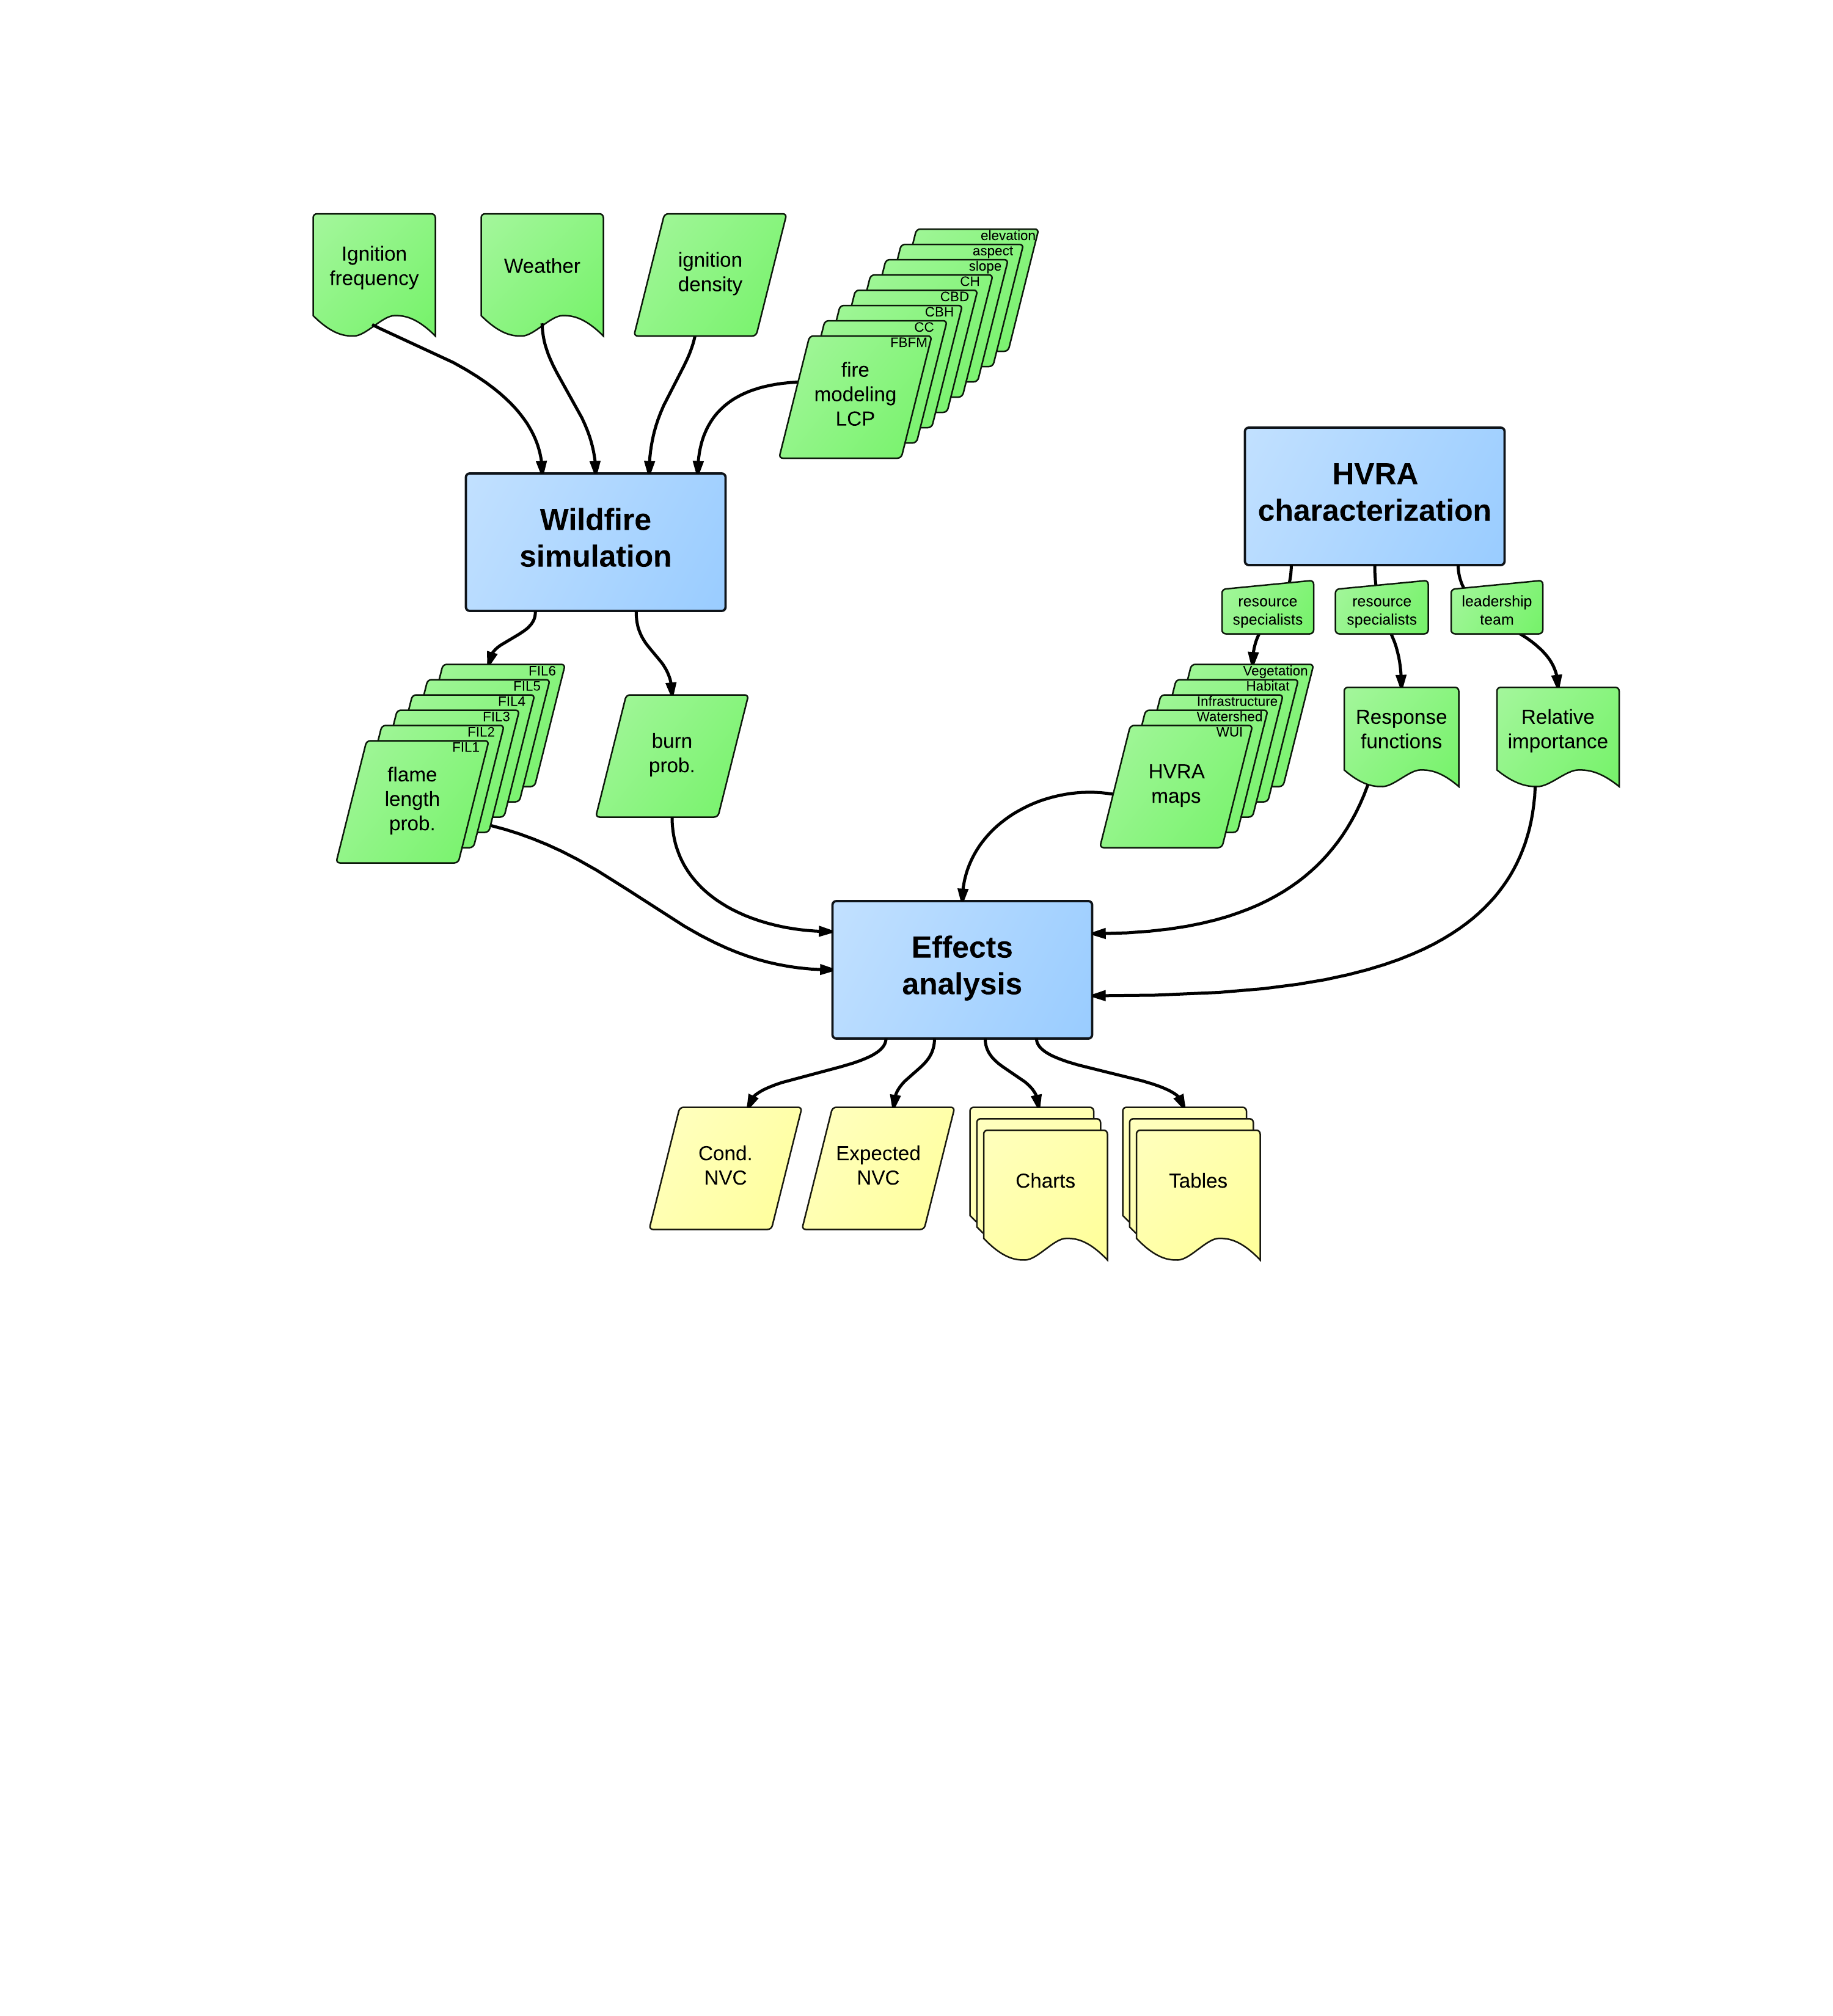 Ignition
frequency
Weather
ignition
density
elevation
aspect
slope
CH
CBD
CBH
CC
FBFM
fire
modeling
LCP
Wildfire
simulation
HVRA
characterization
resource
specialists
resource
specialists
leadership
team
FIL6
FIL5
FIL4
FIL3
FIL2
FIL1
flame
length
prob.
burn
prob.
Vegetation
Habitat
Infrastructure
Watershed
WUI
HVRA
maps
Response
functions
Relative
importance
Effects
analysis
Cond.
NVC
Expected
NVC
Charts
Tables